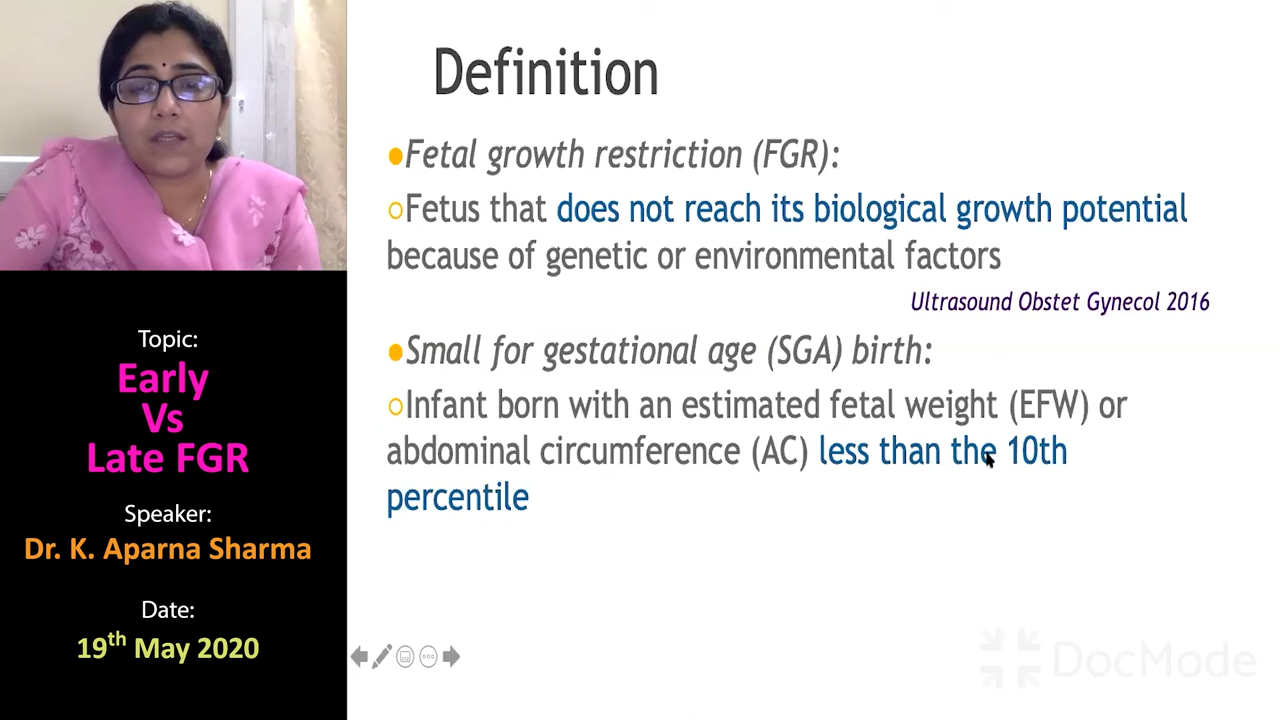 Definition
●Fetal growth restriction (FGR):
○Fetus that does not reach its biological growth potential
because of genetic or environmental factors
Ultrasound Obstet Gynecol 2016
●Small for gestational age (SGA) birth:
○Infant born with an estimated fetal weight (EFW) or
abdominal circumference (AC) less than the 10th
percentile
Topic:
Early
Vs
Late FGR
Speaker:
Dr. K. Aparna Sharma
Date:
19th May 2020
DocMode